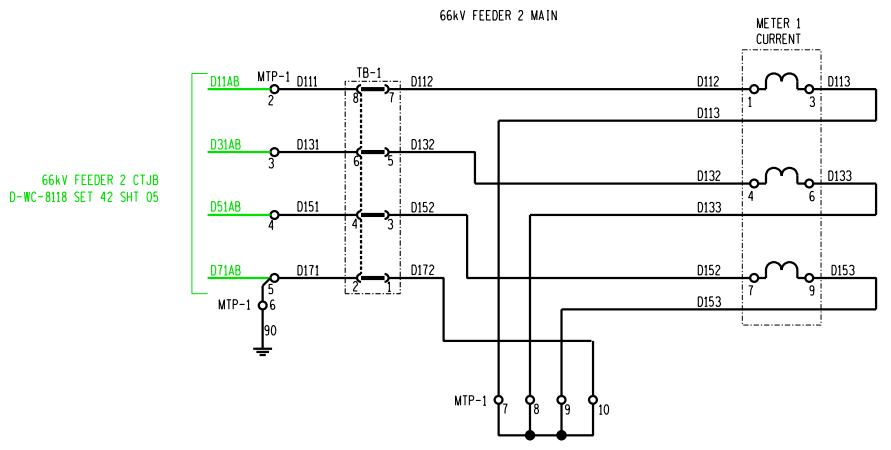 66kV FEEDER 2 MAIN
METER 1
CURRENT
TB-1
MTP-1
D11AB
D111
D112
D112
D113
2
8
7
1
3
D113
D31AB
D131
D132
3
6
5
D132
D133
66kV FEEDER 2 CTJB
D-WC-8118 SET 42 SHT 05
4
6
D51AB
D151
D152
D133
4
4
3
D71AB
D171
D172
D152
D153
5
2
1
7
9
MTP-1
6
D153
90
MTP-1
7
8
9
10